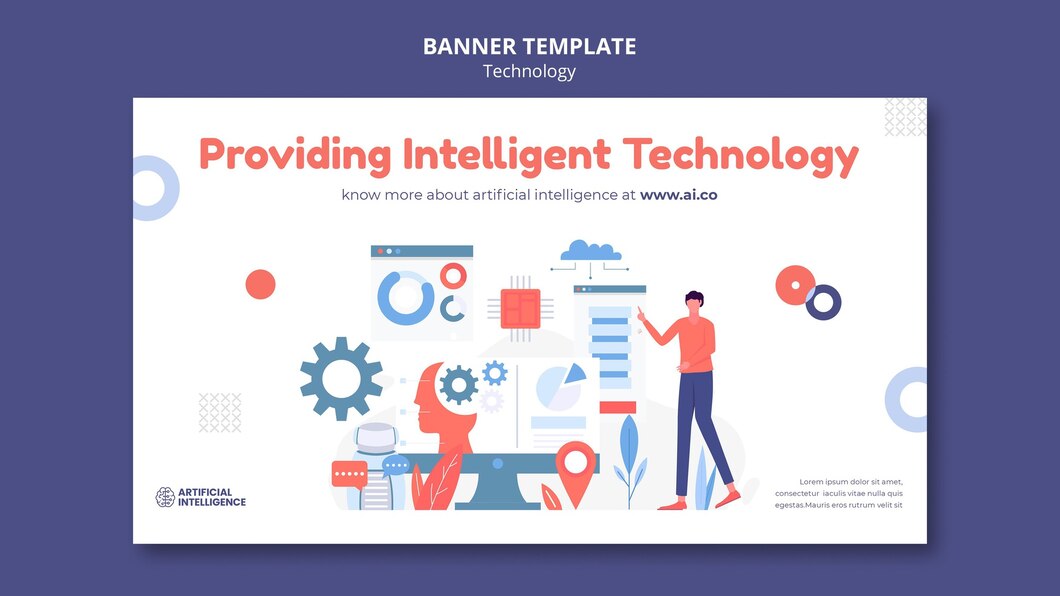 BANNER TEMPLATE
Technology
Providing Intelligent Technology
know more about artificial intelligence at www.ai.co
ARTIFICIAL
INTELLIGENCE
Lorem ipsum dolor sit amet,
consectetur iaculis vitae nulla quis
egestas.Mauris eros rutrum velit sit